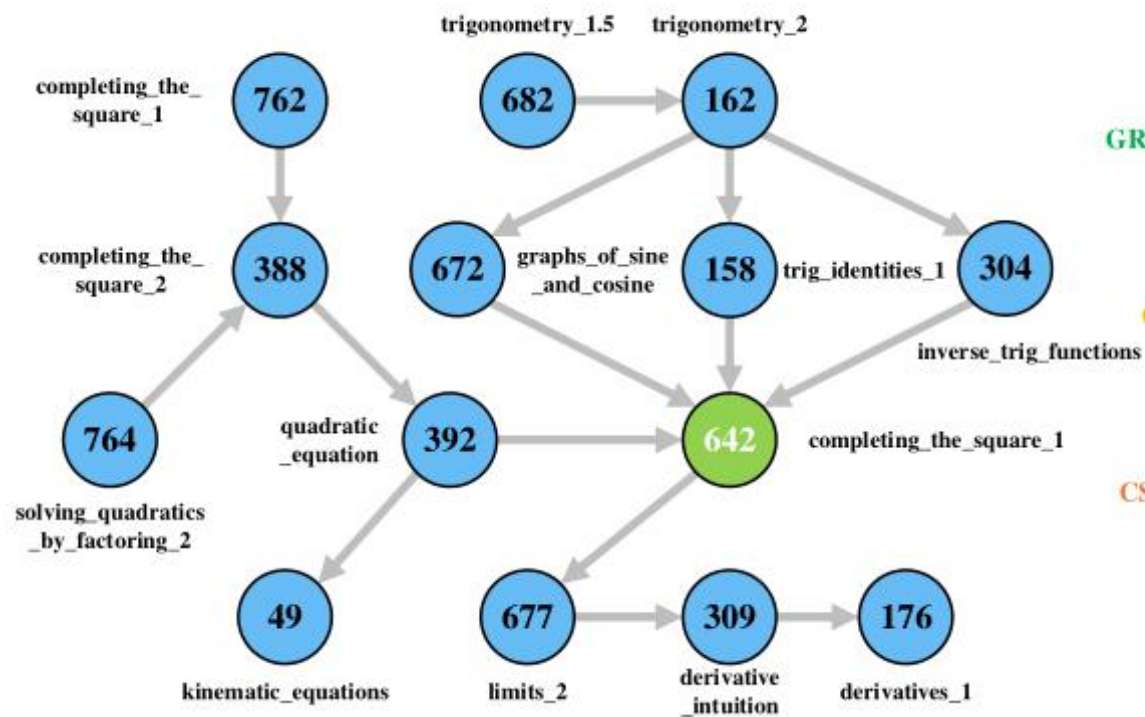 trigonometry_1.5
trigonometry_2
completing_the_
square_1
762
682
162
GR
completing_the_
square_2
388
672
graphs_of_sine
_and_cosine
158
trig_identities_1
304
inverse_trig_functions
764
quadratic
_equation
392
642
completing_the_square_1
solving_quadratics
_by_factoring_2
CS
49
677
309
176
kinematic_equations
limits_2
derivative
_intuition
derivatives_1